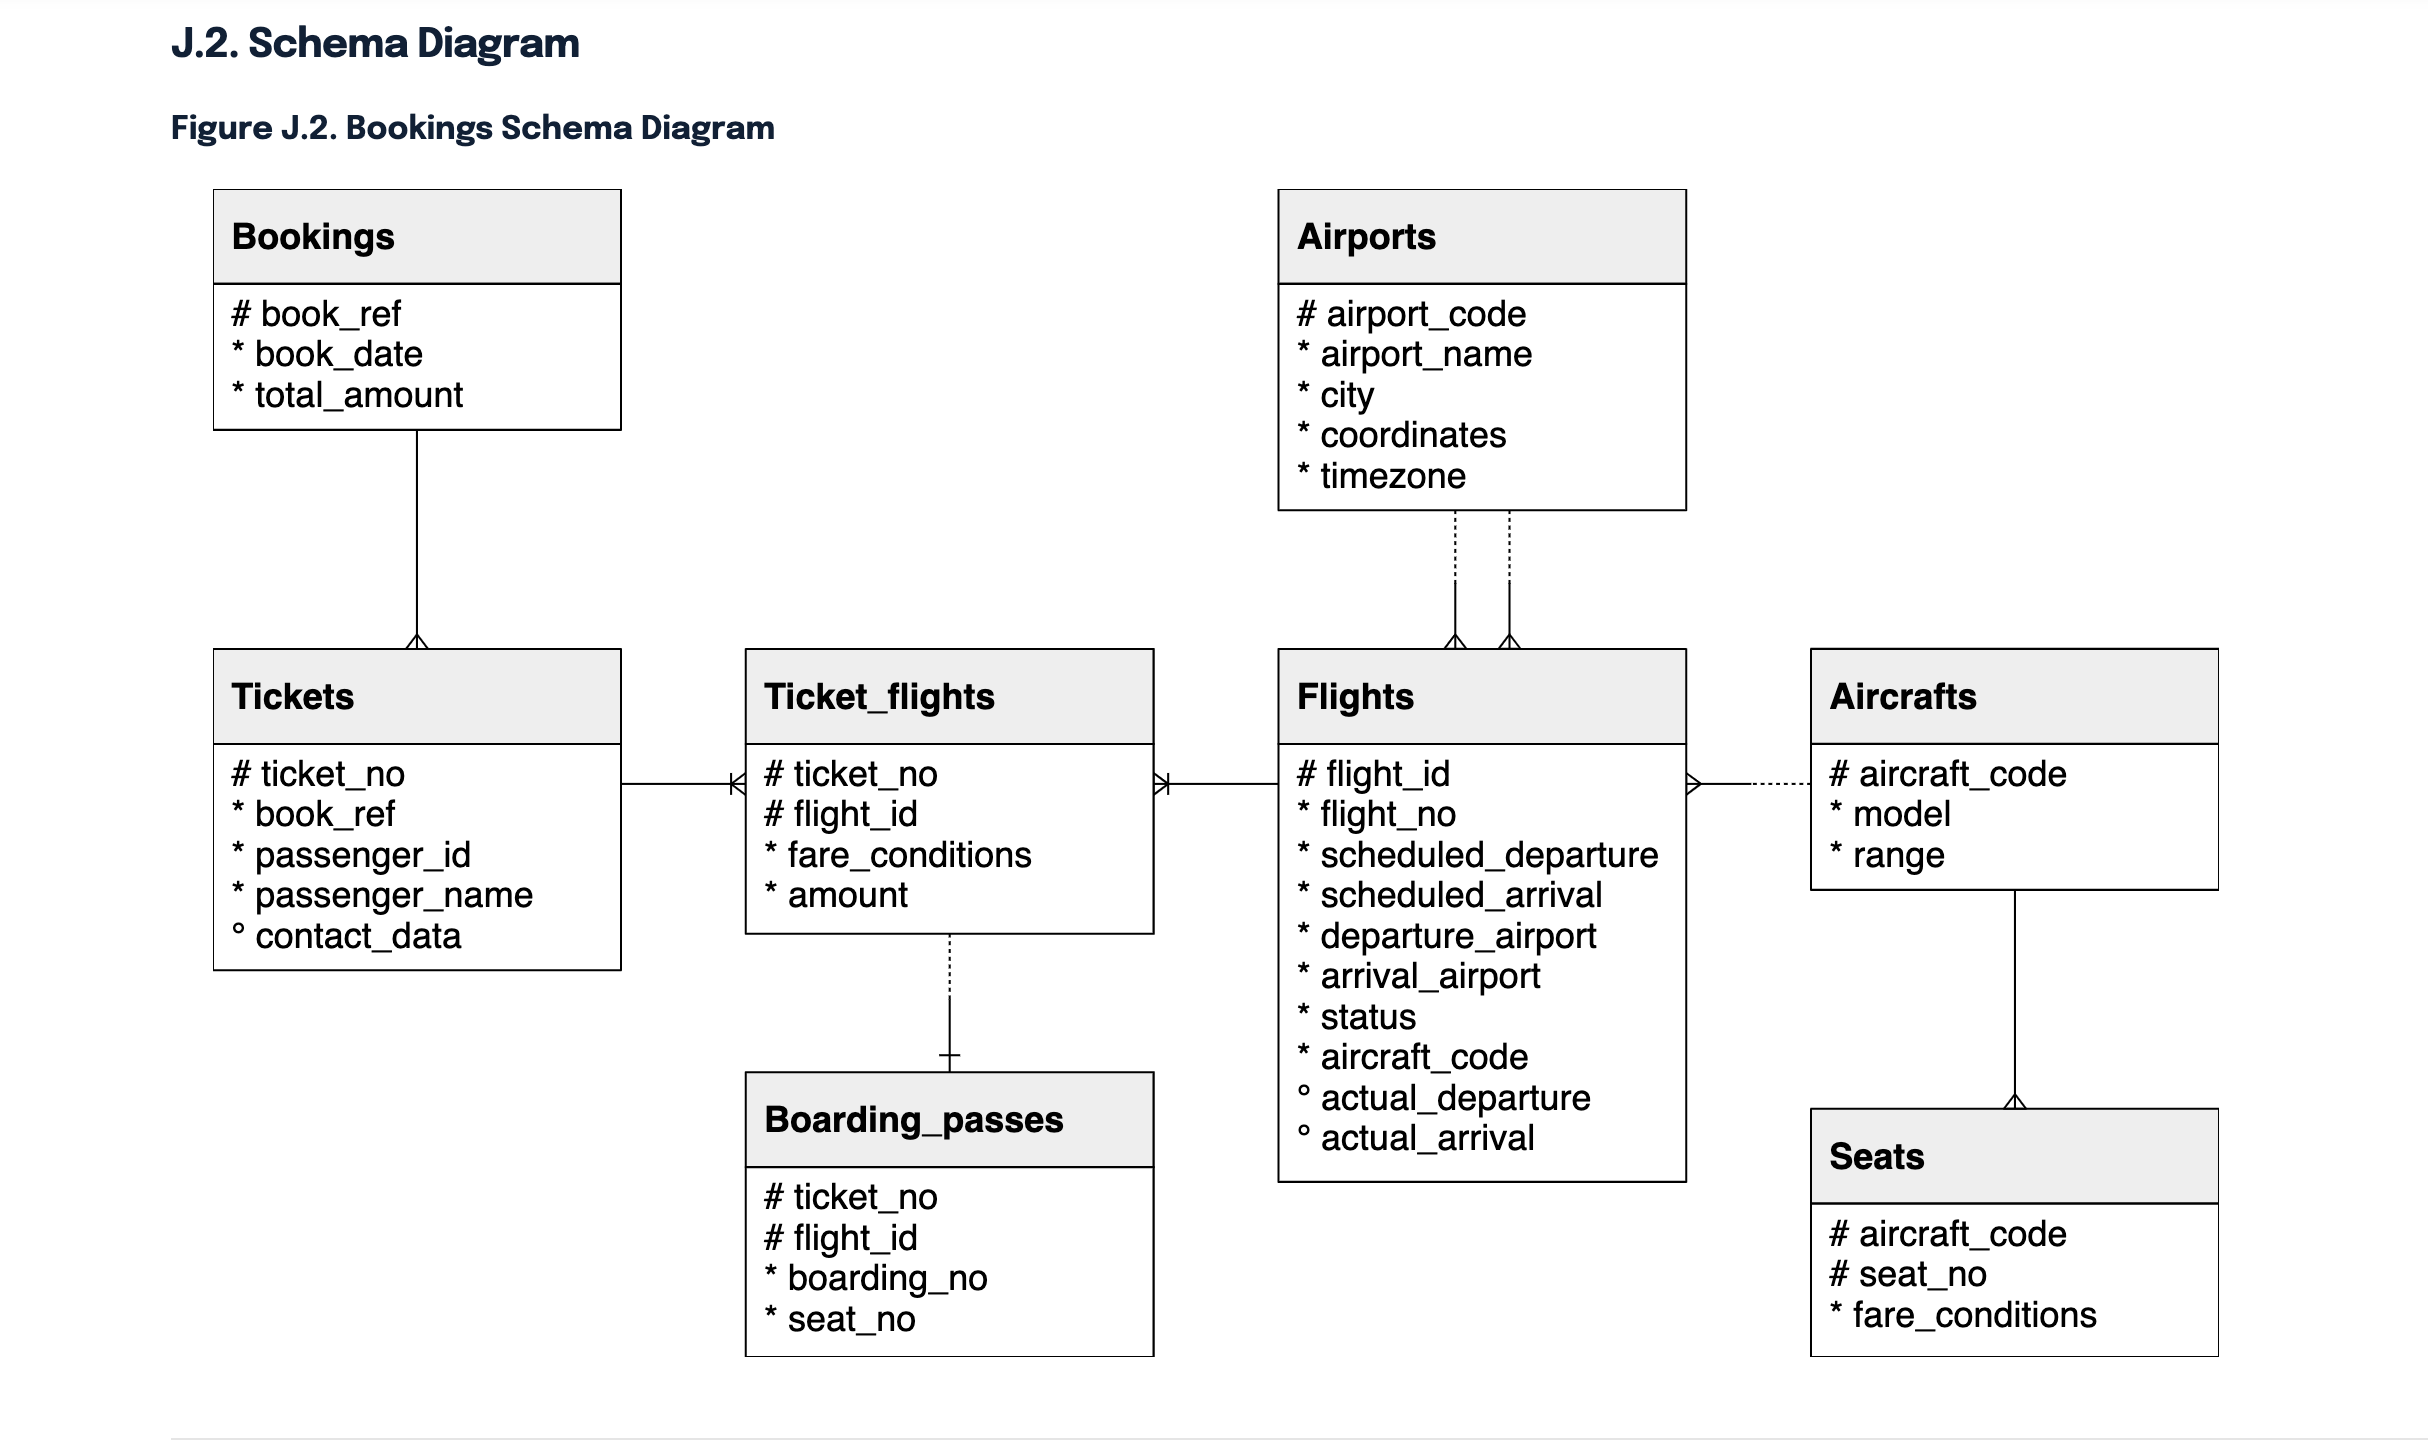 J.2. Schema Diagram
Figure J.2. Bookings Schema Diagram
Bookings
# book_ref
* book_date
* total_amount
Airports
# airport_code
* airport_name
* city
* coordinates
* timezone
Tickets
# ticket_no
* book_ref
* passenger_id
* passenger_name
° contact_data
Ticket_flights
# ticket_no
# flight_id
* fare_conditions
* amount
Flights
# flight_id
* flight_no
* scheduled_departure
* scheduled_arrival
* departure_airport
* arrival_airport
* status
* aircraft_code
° actual_departure
° actual_arrival
Aircrafts
# aircraft_code
* model
* range
Boarding_passes
# ticket_no
# flight_id
* boarding_no
* seat_no
Seats
# aircraft_code
# seat_no
* fare_conditions